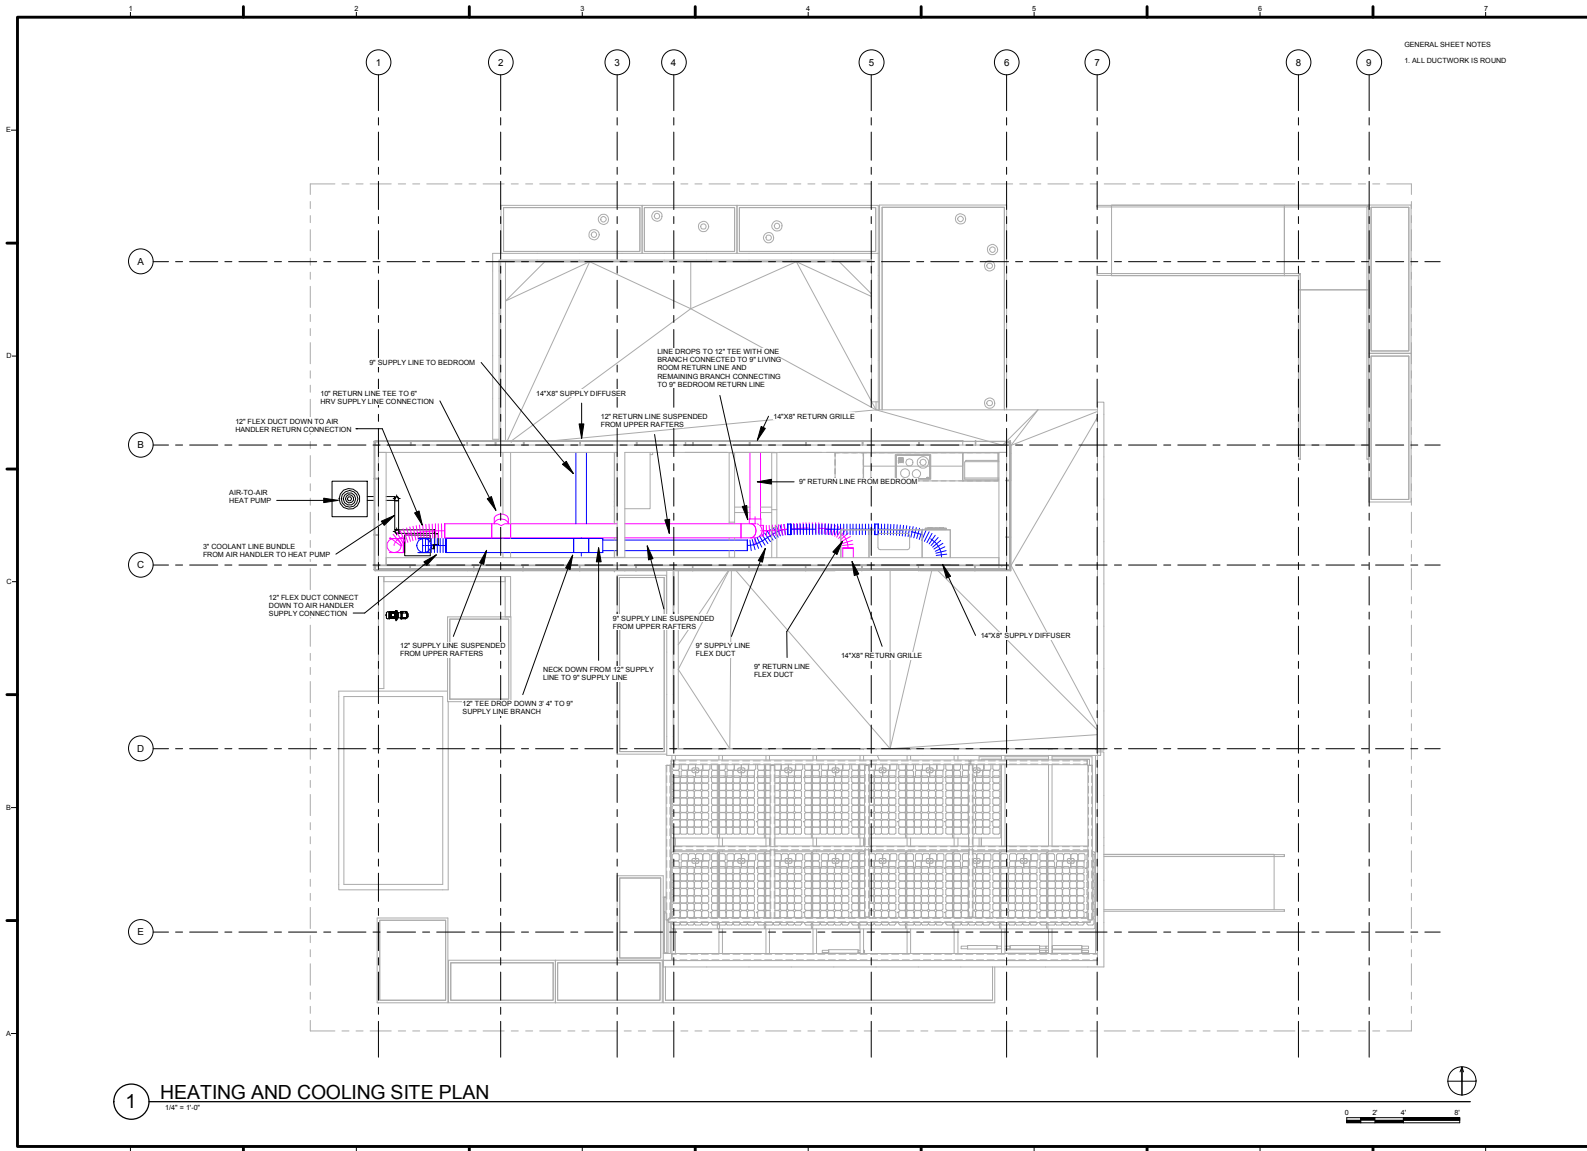 1 2 3 4 5 6 7
GENERAL SHEET NOTES
1. ALL DUCTWORK IS ROUND
1 2 3 4 5 6 7 8 9
E
A
D
9" SUPPLY LINE TO BEDROOM
LINE DROPS TO 12" TEE WITH ONE
BRANCH CONNECTED TO 9" LIVING
ROOM RETURN LINE AND
REMAINING BRANCH CONNECTING
TO 9" BEDROOM RETURN LINE
10" RETURN LINE TEE TO 6"
HRV SUPPLY LINE CONNECTION
14"X8" SUPPLY DIFFUSER
12" RETURN LINE SUSPENDED
FROM UPPER RAFTERS
14"X8" RETURN GRILLE
12" FLEX DUCT DOWN TO AIR
HANDLER RETURN CONNECTION
B
9" RETURN LINE FROM BEDROOM
AIR-TO-AIR
HEAT PUMP
3" COOLANT LINE BUNDLE
FROM AIR HANDLER TO HEAT PUMP
C
C
12" FLEX DUCT CONNECT
DOWN TO AIR HANDLER
SUPPLY CONNECTION
9" SUPPLY LINE SUSPENDED
FROM UPPER RAFTERS
12" SUPPLY LINE SUSPENDED
FROM UPPER RAFTERS
9" SUPPLY LINE
FLEX DUCT
14"X8" SUPPLY DIFFUSER
14"X8" RETURN GRILLE
9" RETURN LINE
FLEX DUCT
NECK DOWN FROM 12" SUPPLY
LINE TO 9" SUPPLY LINE
12" TEE DROP DOWN 3' 4" TO 9"
SUPPLY LINE BRANCH
D
B
E
A
1 HEATING AND COOLING SITE PLAN
1/4" = 1'-0"
0 2' 4' 8'